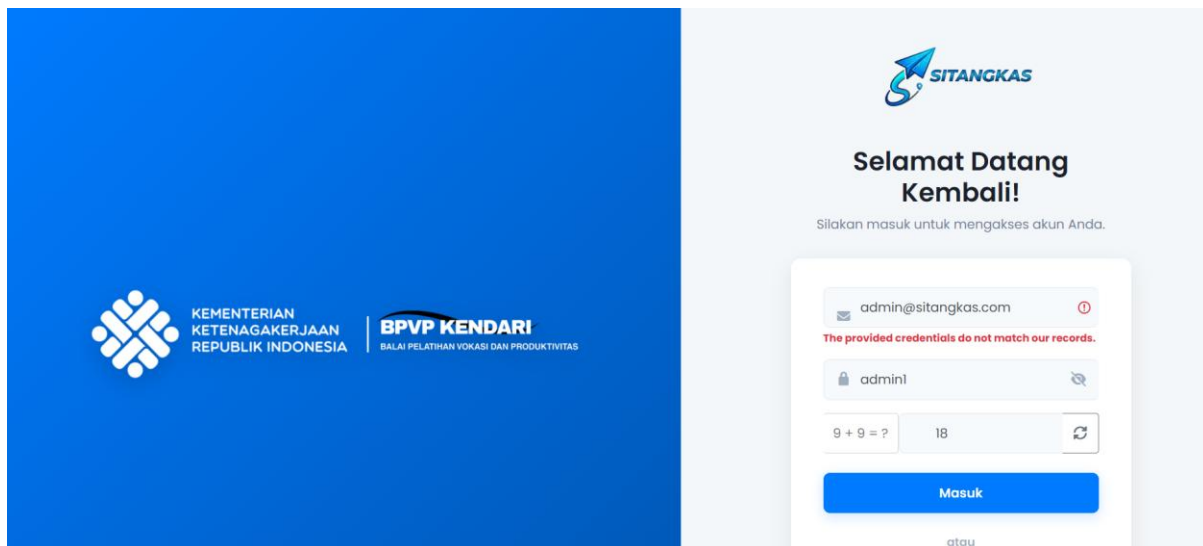 KEMENTERIAN
KETENAGAKERJAAN
REPUBLIK INDONESIA
BPVP KENDARI
BALAI PELATIHAN VOKASI DAN PRODUKTIVITAS
SITANGKAS
Selamat Datang
Kembali!
Silakan masuk untuk mengakses akun Anda.
admin@sitangkas.com
The provided credentials do not match our records.
admin1
9 + 9 = ? 18
Masuk
atau